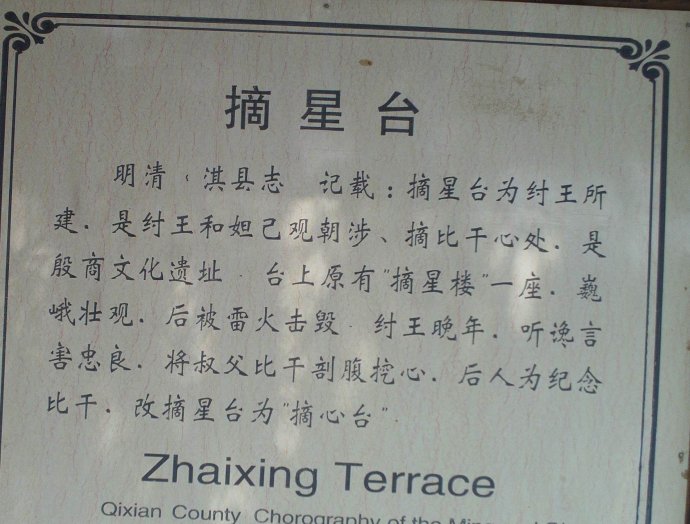 摘星台
明清·淇县志 记载：摘星台为纣王所
建．是纣王和妲己观朝涉、摘比干心处．是
殷商文化遗址．台上原有“摘星楼”一座．巍
峨壮观．后被雷火击毁．纣王晚年．听谗言
害忠良．将叔父比干剖腹挖心．后人为纪念
比干．改摘星台为“摘心台”
Zhaixing Terrace
Qixian County Chorography of the